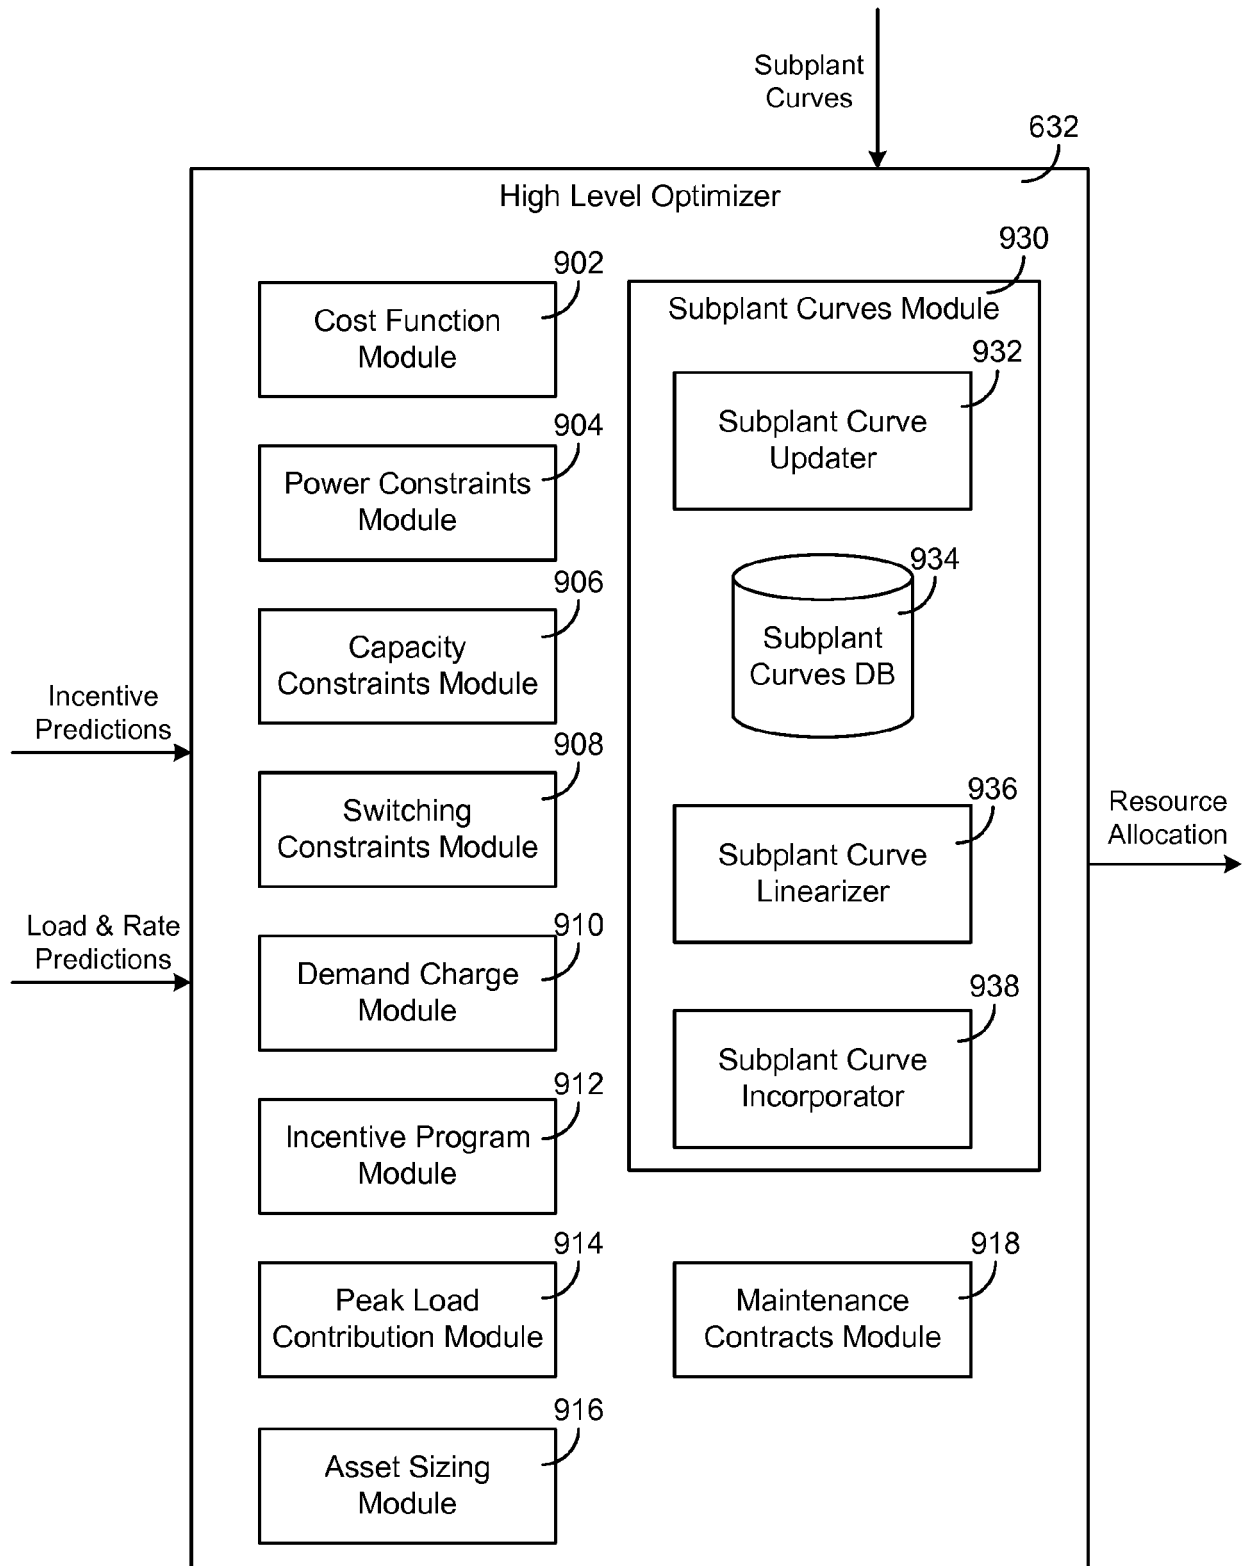 Subplant
Curves
632
High Level Optimizer
930
902
Cost Function
Module
Subplant Curves Module
932
Subplant Curve
Updater
904
Power Constraints
Module
934
Subplant
Curves DB
906
Capacity
Constraints Module
Incentive
Predictions
908
Switching
Constraints Module
936
Subplant Curve
Linearizer
Resource
Allocation
Load & Rate
Predictions
910
Demand Charge
Module
938
Subplant Curve
Incorporator
912
Incentive Program
Module
914
Peak Load
Contribution Module
918
Maintenance
Contracts Module
916
Asset Sizing
Module